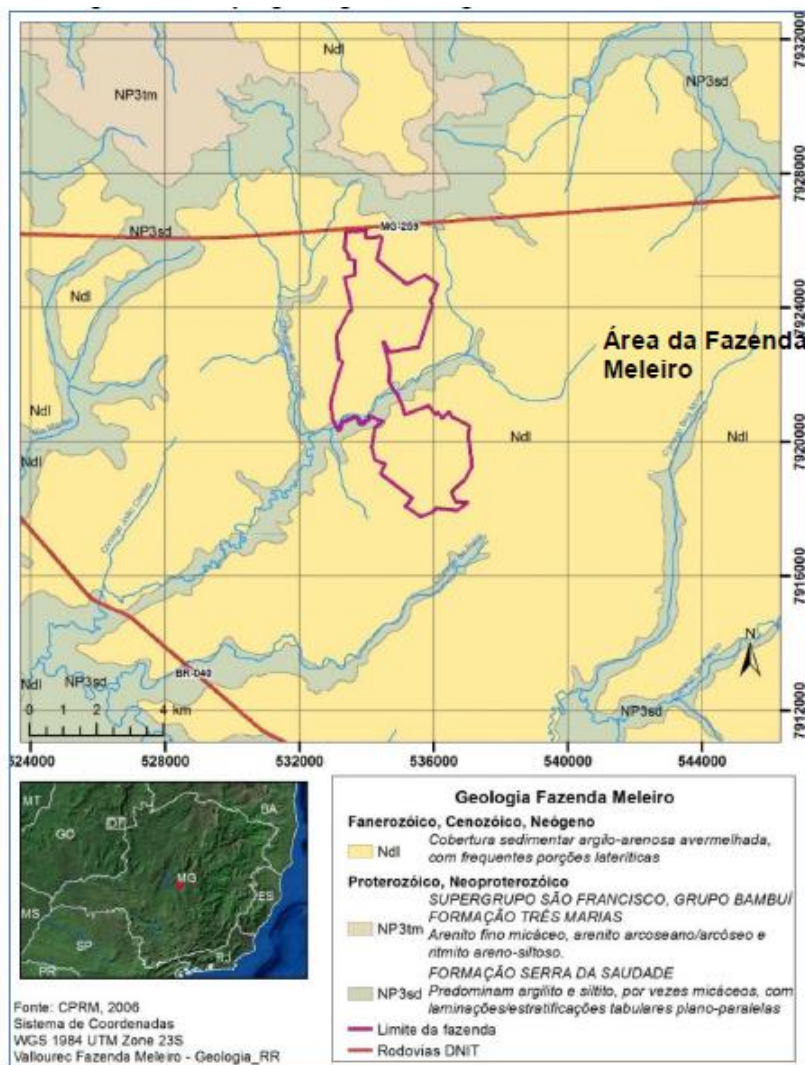 Ndl
NP3tm
NP3sd
7932000
7928000
MG-259
NP3sd
Ndl
7924000
Área da Fazenda
Meleiro
Ndl
Ndl
Ndl
7920000
Ndl
Córrego João Coelho
7916000
N
BR-040
Ndl
NP3sd
NP3sd
7912000
0 2 4 km
524000 528000 532000 536000 540000 544000
MT
GO
DF
BA
MG
ES
MS
SP
RJ
PR
Geologia Fazenda Meleiro
Fanerozóico, Cenozóico, Neógeno
Ndl Cobertura sedimentar argilo-arenosa avermelhada,
com frequentes porções lateríticas
Proterozóico, Neoproterozóico
SUPERGRUPO SÃO FRANCISCO, GRUPO BAMBUÍ
FORMAÇÃO TRÊS MARIAS
NP3tm Arenito fino micáceo, arenito arcoseano/arcóseo e
ritmito areno-siltoso.
FORMAÇÃO SERRA DA SAUDADE
NP3sd Predominam argilito e siltito, por vezes micáceos, com
laminações/estratificações tabulares plano-paralelas
Limite da fazenda
Rodovias DNIT
Fonte: CPRM, 2006
Sistema de Coordenadas
WGS 1984 UTM Zone 23S
Vallourec Fazenda Meleiro - Geologia_RR